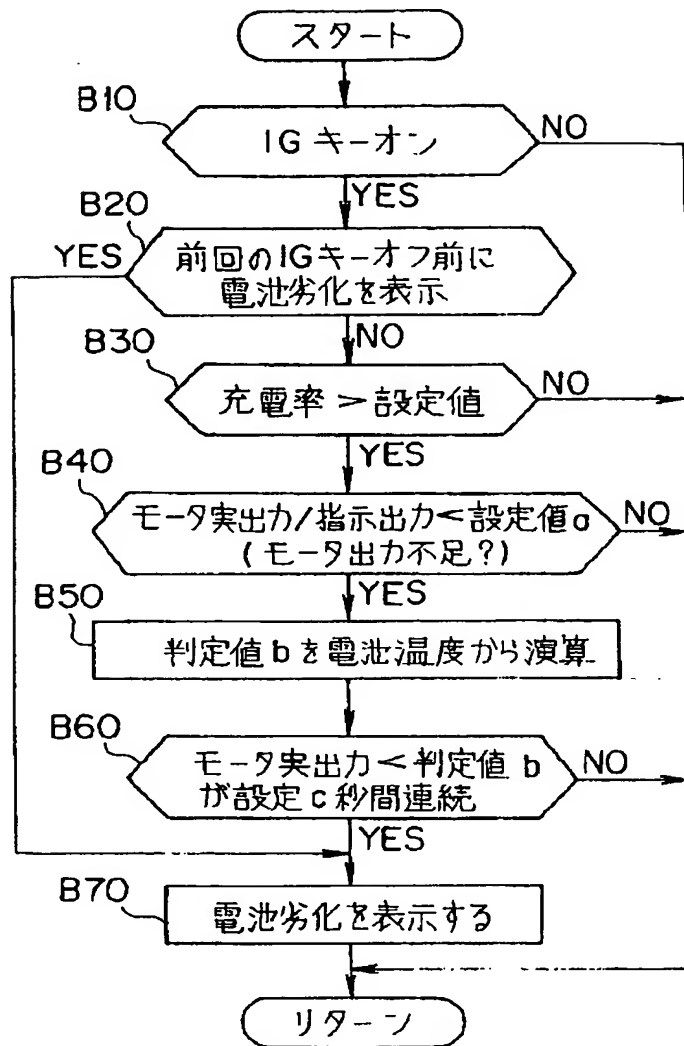 スタート
B10
IGキーオン
NO
YES
B20
YES
前回のIGキーオフ前に
電池劣化を表示
NO
B30
充電率>設定値
NO
YES
B40
モータ実出力/指示出力<設定値a
(モータ出力不足?)
NO
YES
B50
判定値bを電池温度から演算
B60
モータ実出力<判定値b
が設定c秒間連続
NO
YES
B70
電池劣化を表示する
リターン